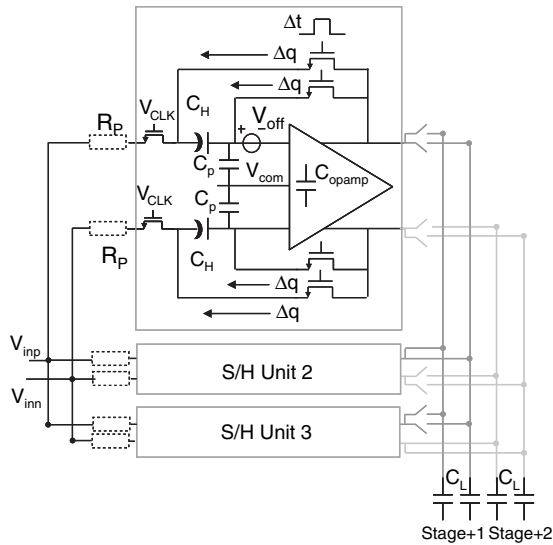 Δt
Δq
Δq
V_CLK
C_H
V_off
+
−
R_P
C_p
V_com
C_opamp
V_CLK
C_p
R_P
C_H
Δq
Δq
V_inp
V_inn
S/H Unit 2
S/H Unit 3
C_L C_L
Stage+1 Stage+2